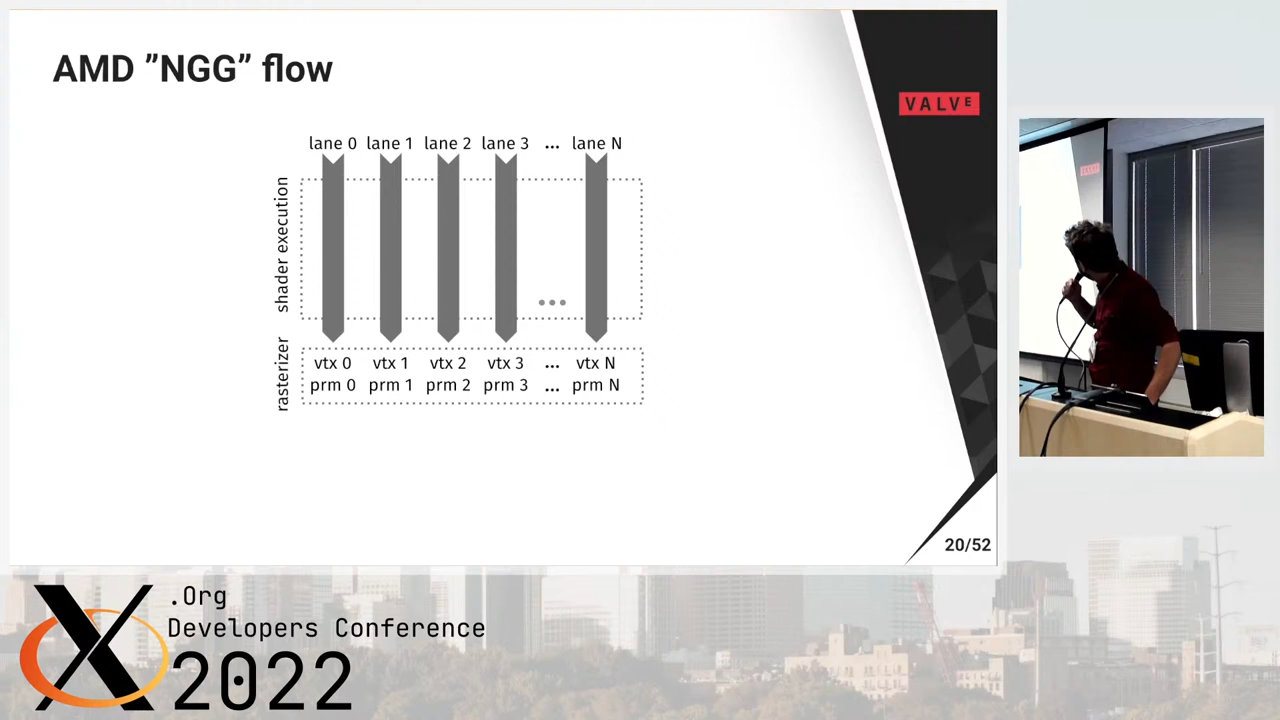 AMD ”NGG” flow
VALVE
lane 0 lane 1 lane 2 lane 3 ... lane N
shader execution
...
rasterizer
vtx 0 vtx 1 vtx 2 vtx 3 ... vtx N
prm 0 prm 1 prm 2 prm 3 ... prm N
20/52
X.Org
Developers Conference
2022